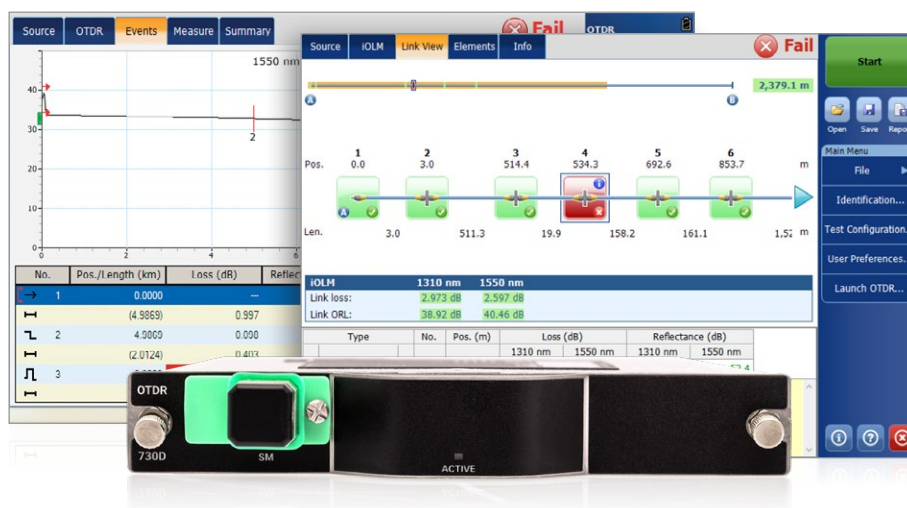 Source OTDR Events Measure Summary
Fail
OTDR
1550 nm
40
30
20
10
0
2
0 2 4 6
No. Pos./Length (km) Loss (dB)
1 0.0000 ---
(4.9869) 0.997
2 4.9869 0.090
(2.0124) 0.403
3
Source iOLM Link View Elements Info
Fail
2,379.1 m
A B
1 2 3 4 5 6
Pos. 0.0 3.0 514.4 534.3 692.6 853.7 m
A
Len. 3.0 511.3 19.9 158.2 161.1 m
iOLM 1310 nm 1550 nm
Link loss: 2.973 dB 2.597 dB
Link ORL: 38.92 dB 40.46 dB
Type No. Pos. (m) Loss (dB) Reflectance (dB)
1310 nm 1550 nm 1310 nm 1550 nm
Start
Open Save
Main Menu
File
Identification...
Test Configuration.
User Preferences..
Launch OTDR...
OTDR
730D
SM
ACTIVE